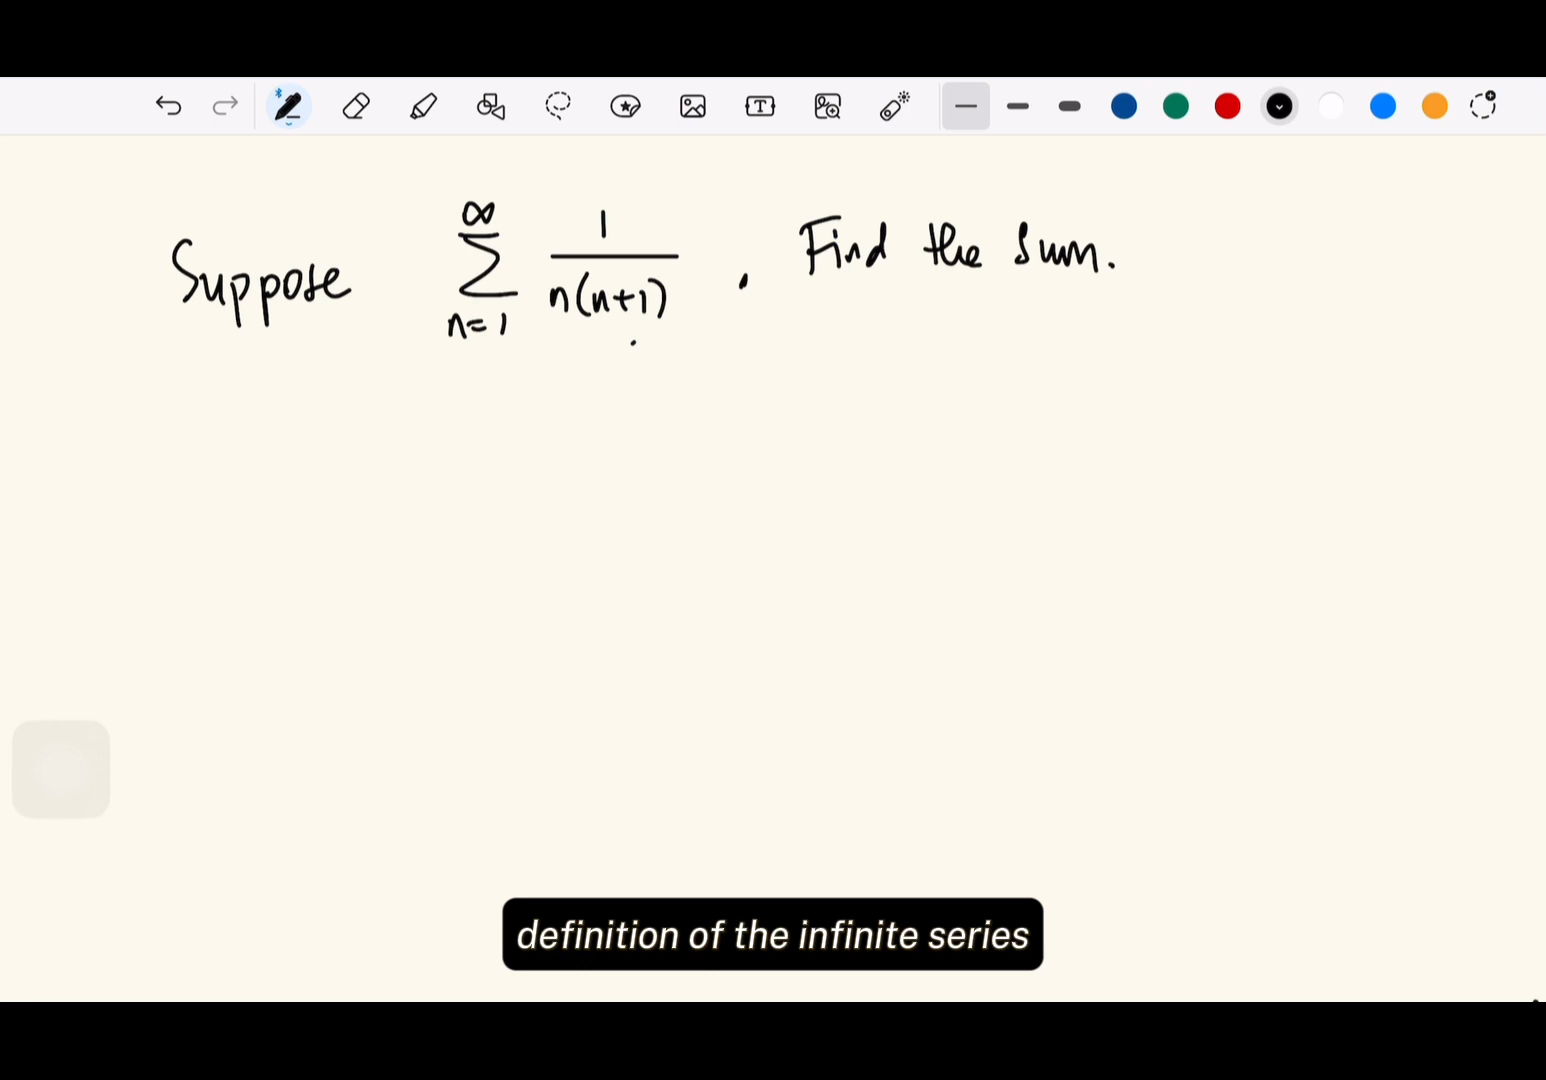 Suppose ∞ ∑ n=1 1/n(n+1) . Find the sum.
definition of the infinite series